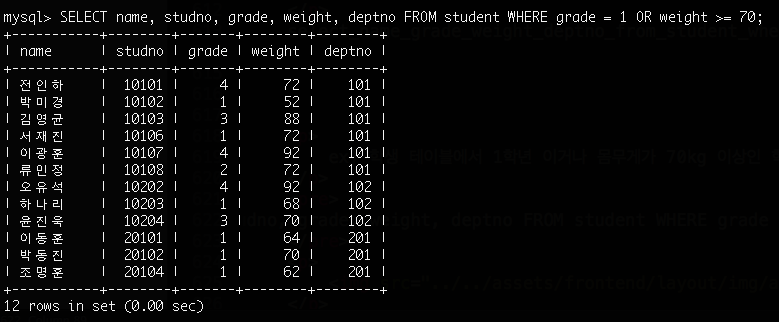 mysql> SELECT name, studno, grade, weight, deptno FROM student WHERE grade = 1 OR weight >= 70;
+-----------+--------+-------+--------+--------+
| name      | studno | grade | weight | deptno |
+-----------+--------+-------+--------+--------+
| 전인하 | 10101 | 4 | 72 | 101 |
| 박미경 | 10102 | 1 | 52 | 101 |
| 김영균 | 10103 | 3 | 88 | 101 |
| 서재진 | 10106 | 1 | 72 | 101 |
| 이광훈 | 10107 | 4 | 92 | 101 |
| 류민정 | 10108 | 2 | 72 | 101 |
| 오유석 | 10202 | 4 | 92 | 102 |
| 하나리 | 10203 | 1 | 68 | 102 |
| 윤진욱 | 10204 | 3 | 70 | 102 |
| 이동훈 | 20101 | 1 | 64 | 201 |
| 박동진 | 20102 | 1 | 70 | 201 |
| 조명훈 | 20104 | 1 | 62 | 201 |
+-----------+--------+-------+--------+--------+
12 rows in set (0.00 sec)